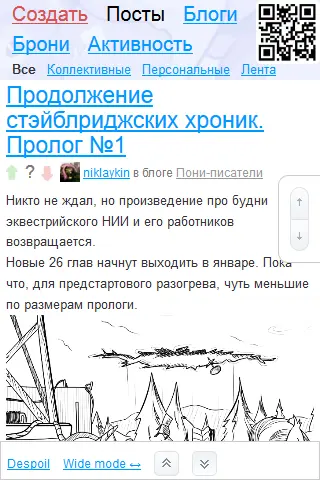 Создать Посты Блоги
Брони Активность
Все Коллективные Персональные Лента
Продолжение
стэйблриджских хроник.
Пролог №1
? niklaykin в блоге Пони-писатели
Никто не ждал, но произведение про будни
эквестрийского НИИ и его работников
возвращается.
Новые 26 глав начнут выходить в январе. Пока
что, для предстартового разогрева, чуть меньшие
по размерам прологи.
Despoil Wide mode ↔